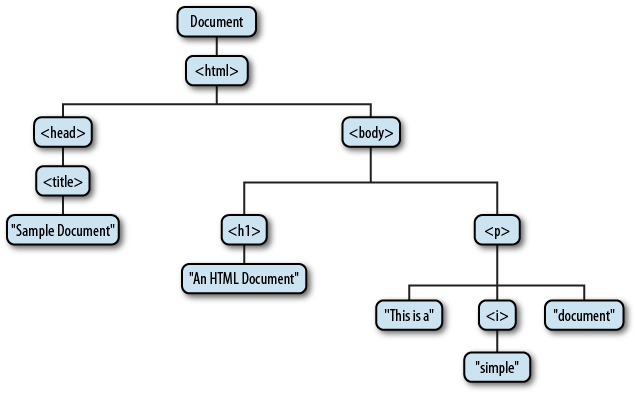 Document
<html>
<head>
<body>
<title>
"Sample Document"
<h1>
<p>
"An HTML Document"
"This is a"
<i>
"document"
"simple"